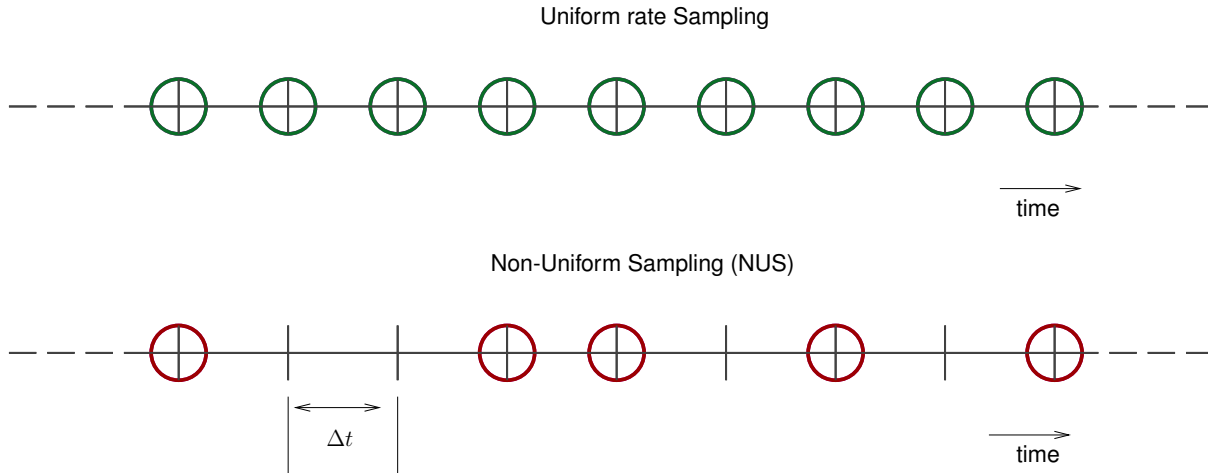 Uniform rate Sampling
time
Non-Uniform Sampling (NUS)
Δt
time